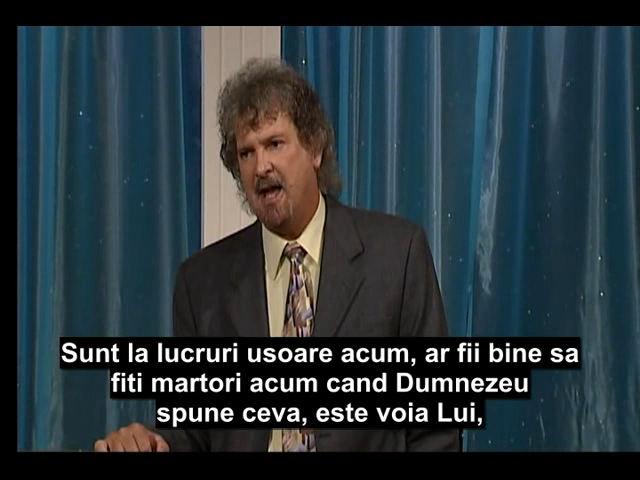 Sunt la lucruri usoare acum, ar fii bine sa
fiti martori acum cand Dumnezeu
spune ceva, este voia Lui,